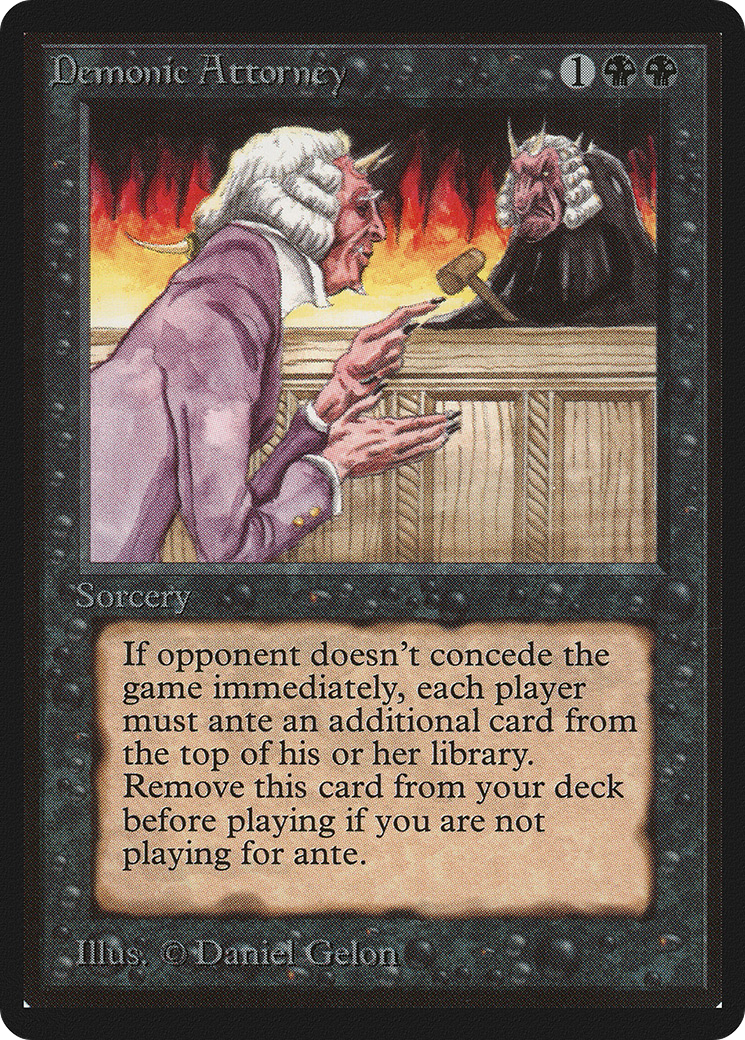 Demonic Attorney 1
Sorcery
If opponent doesn't concede the
game immediately, each player
must ante an additional card from
the top of his or her library.
Remove this card from your deck
before playing if you are not
playing for ante.
Illus. © Daniel Gelon